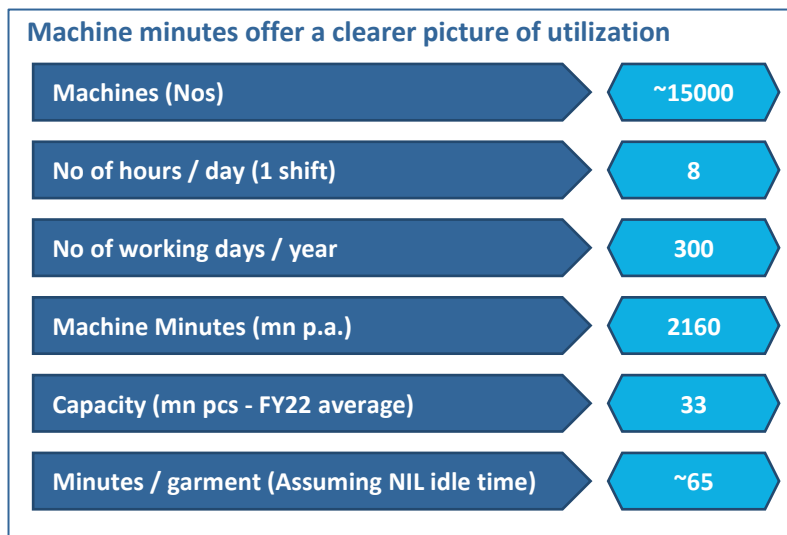 Machine minutes offer a clearer picture of utilization
Machines (Nos) ~15000
No of hours / day (1 shift) 8
No of working days / year 300
Machine Minutes (mn p.a.) 2160
Capacity (mn pcs - FY22 average) 33
Minutes / garment (Assuming NIL idle time) ~65